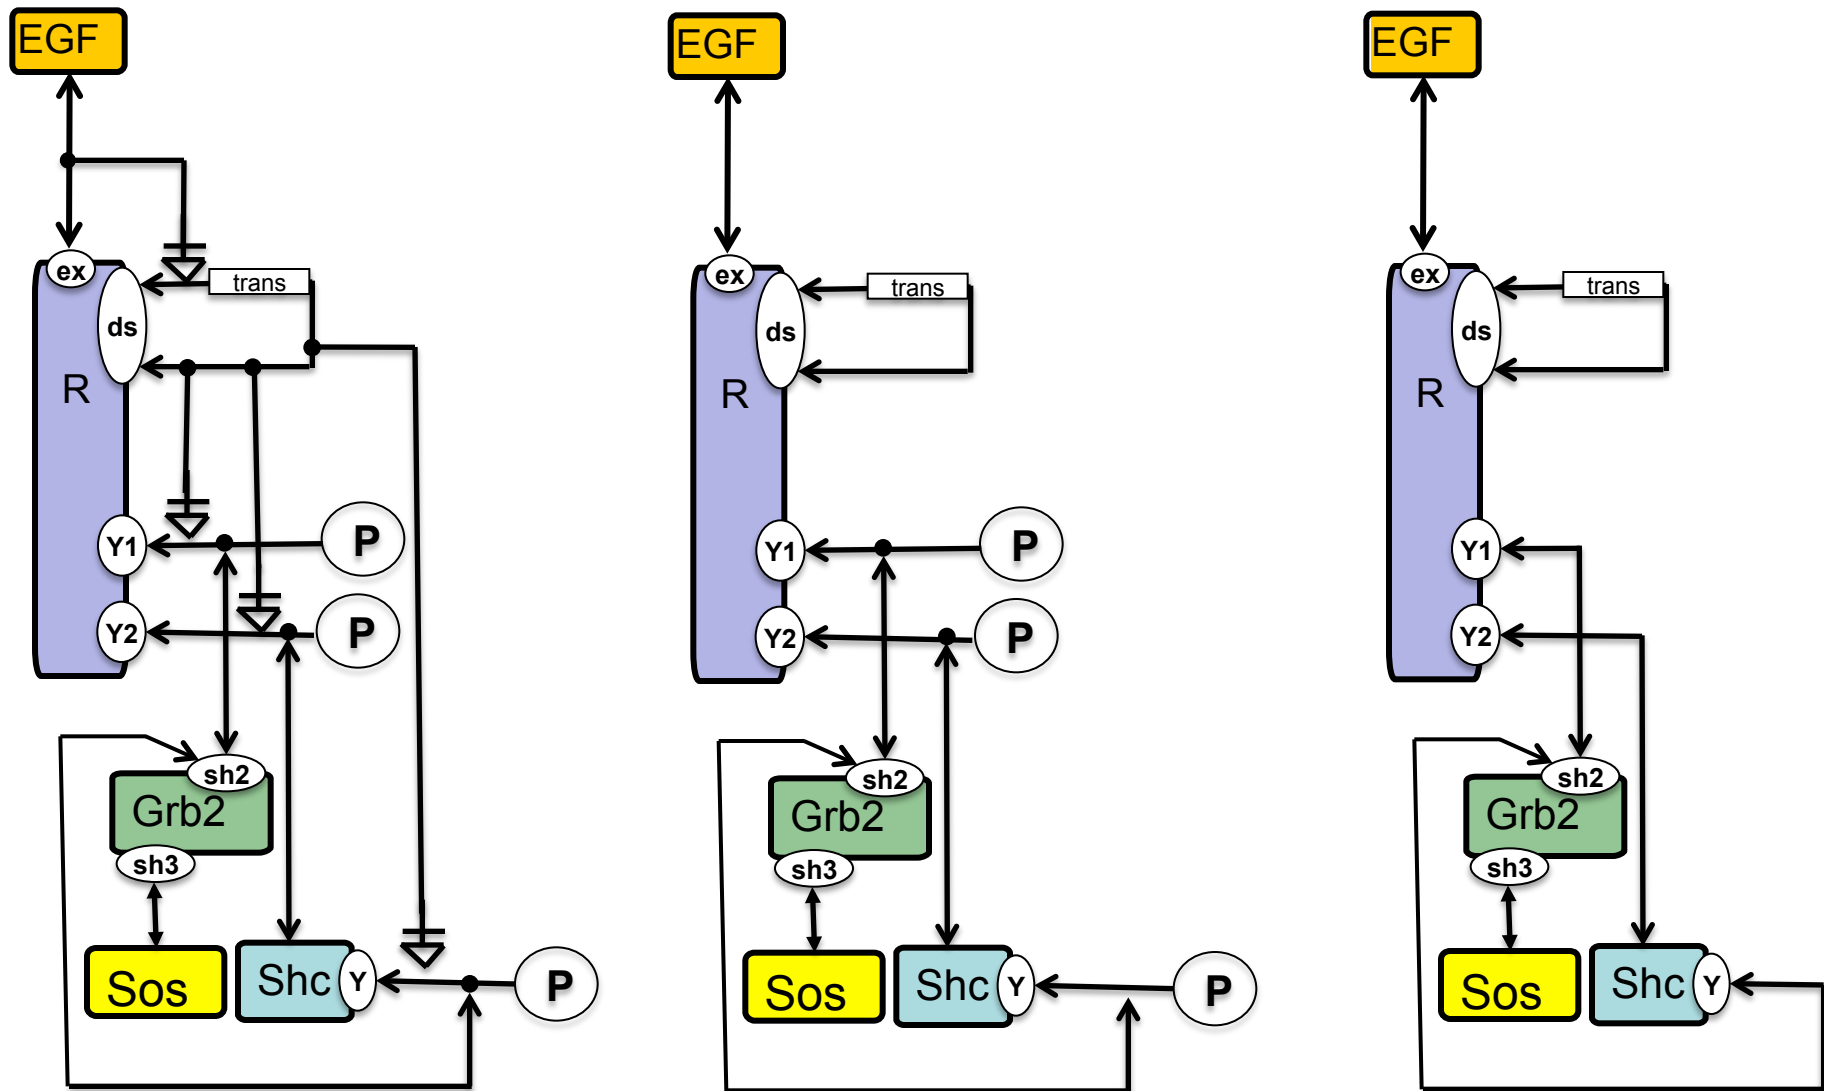 EGF
ex
trans
ds
R
Y1
P
Y2
P
sh2
Grb2
sh3
Sos
Shc
Y
P
EGF
ex
trans
ds
R
Y1
P
Y2
P
sh2
Grb2
sh3
Sos
Shc
Y
P
EGF
ex
trans
ds
R
Y1
Y2
sh2
Grb2
sh3
Sos
Shc
Y